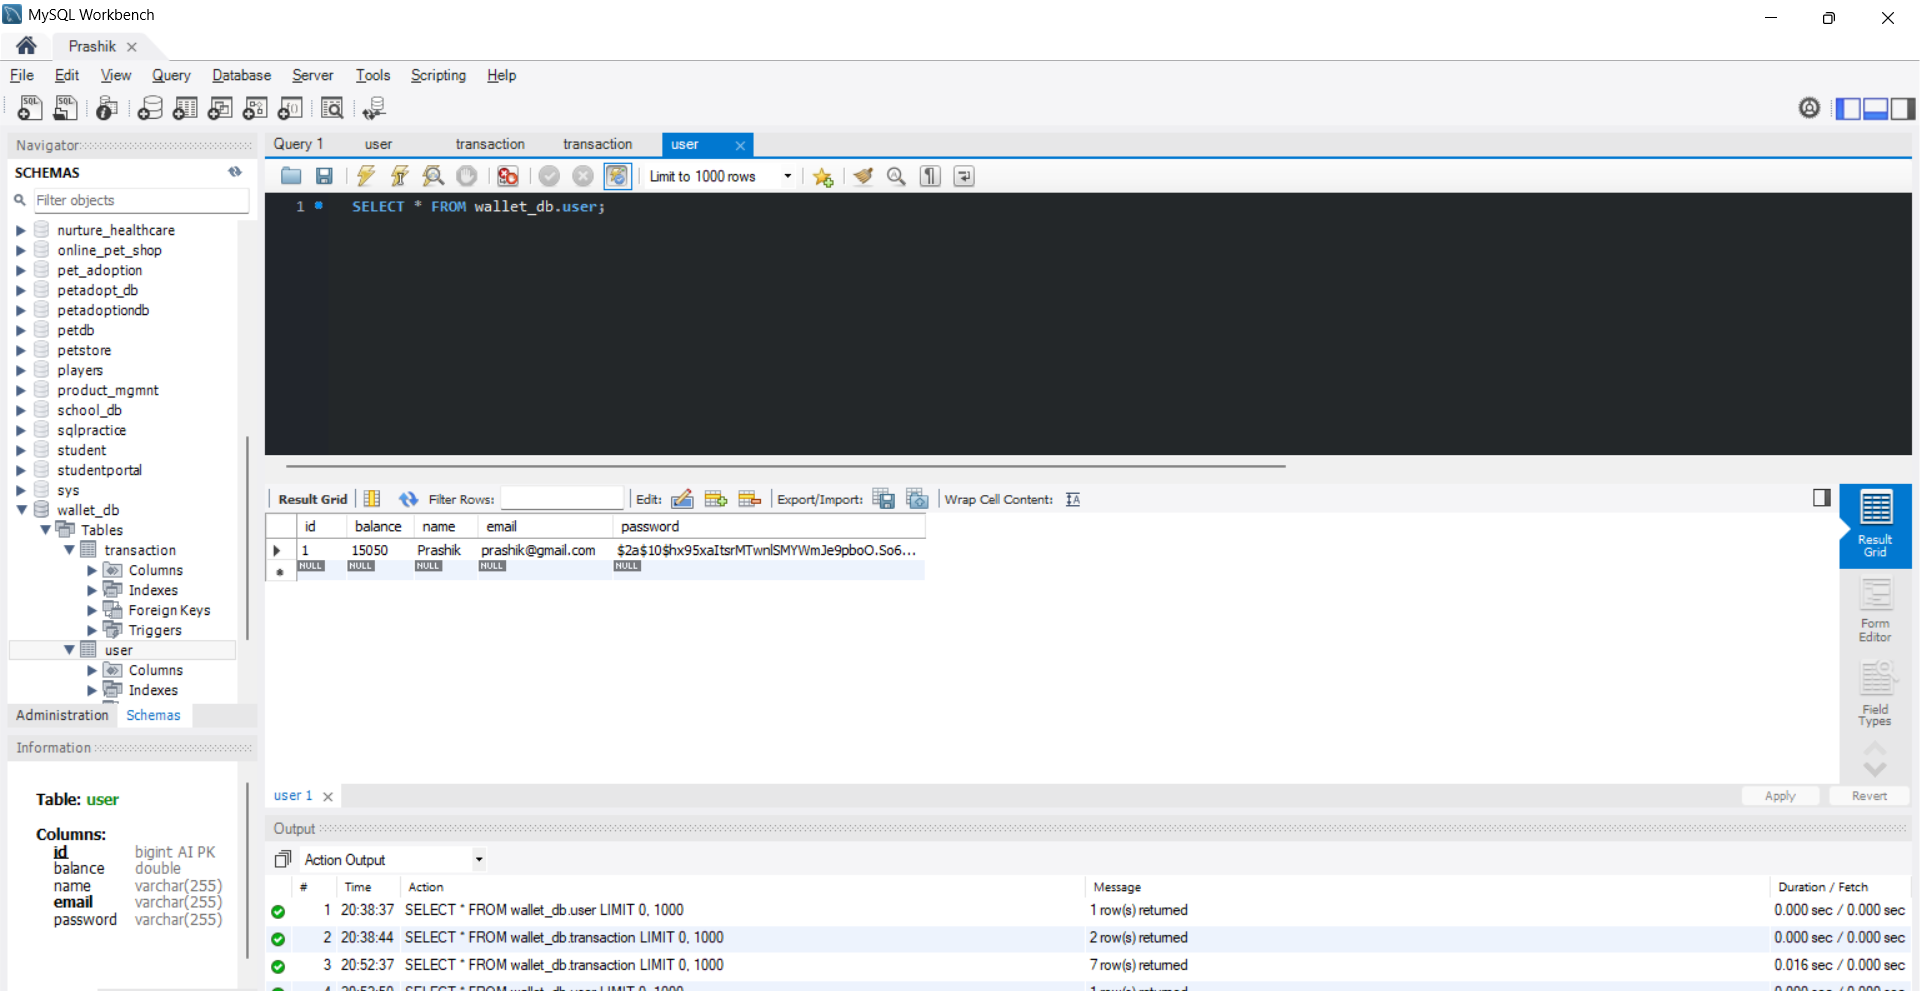 MySQL Workbench
Prashik
File Edit View Query Database Server Tools Scripting Help
Navigator
SCHEMAS
Filter objects
nurture_healthcare
online_pet_shop
pet_adoption
petadopt_db
petadoptiondb
petdb
petstore
players
product_mgmnt
school_db
sqlpractice
student
studentportal
sys
wallet_db
Tables
transaction
Columns
Indexes
Foreign Keys
Triggers
user
Columns
Indexes
Administration Schemas
Information
Table: user
Columns:
id bigint AI PK
balance double
name varchar(255)
email varchar(255)
password varchar(255)
Query 1 user transaction transaction user
Limit to 1000 rows
1 SELECT * FROM wallet_db.user;
Result Grid Filter Rows: Edit: Export/Import: Wrap Cell Content:
id balance name email password
1 15050 Prashik prashik@gmail.com $2a$10$hx95xaItsrMTwnlSMYWmJe9pboO.So6...
NULL NULL NULL NULL NULL
Result
Grid
Form
Editor
Field
Types
user 1
Apply Revert
Output
Action Output
# Time Action Message Duration / Fetch
1 20:38:37 SELECT * FROM wallet_db.user LIMIT 0, 1000 1 row(s) returned 0.000 sec / 0.000 sec
2 20:38:44 SELECT * FROM wallet_db.transaction LIMIT 0, 1000 2 row(s) returned 0.000 sec / 0.000 sec
3 20:52:37 SELECT * FROM wallet_db.transaction LIMIT 0, 1000 7 row(s) returned 0.016 sec / 0.000 sec